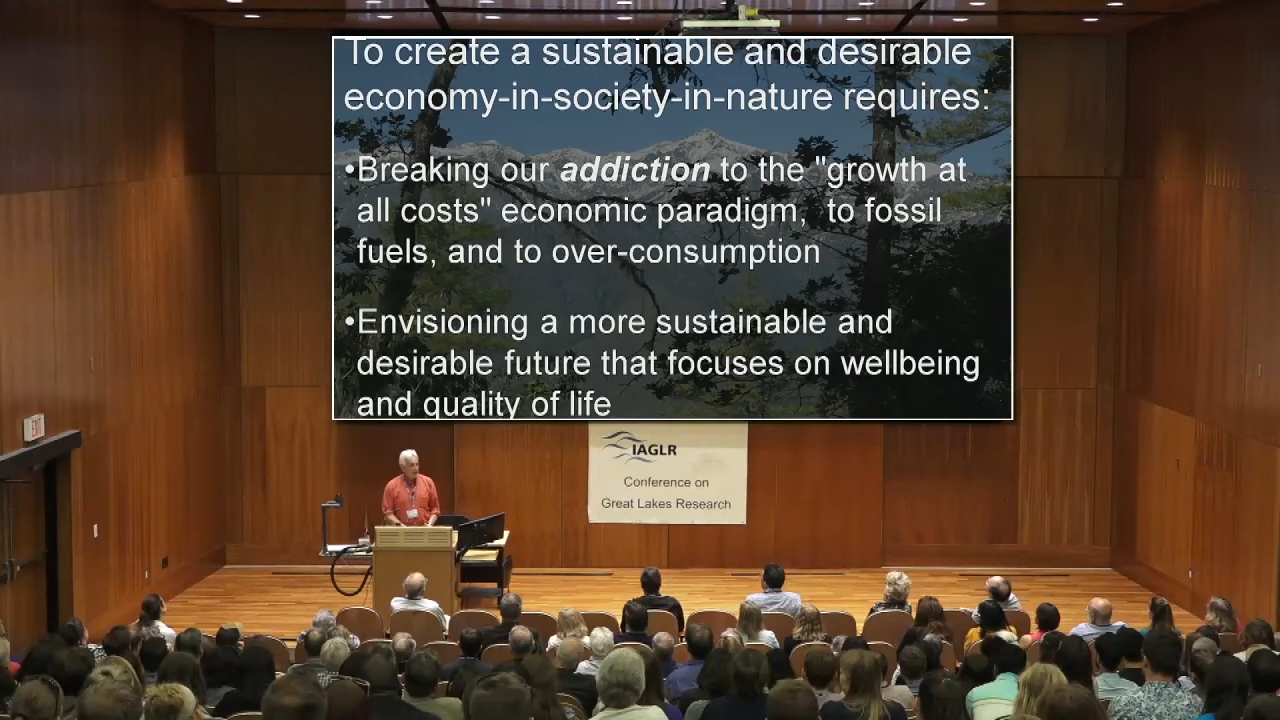 To create a sustainable and desirable
economy-in-society-in-nature requires:
•Breaking our addiction to the "growth at
all costs" economic paradigm, to fossil
fuels, and to over-consumption
•Envisioning a more sustainable and
desirable future that focuses on wellbeing
and quality of life
EXIT
IAGLR
Conference on
Great Lakes Research